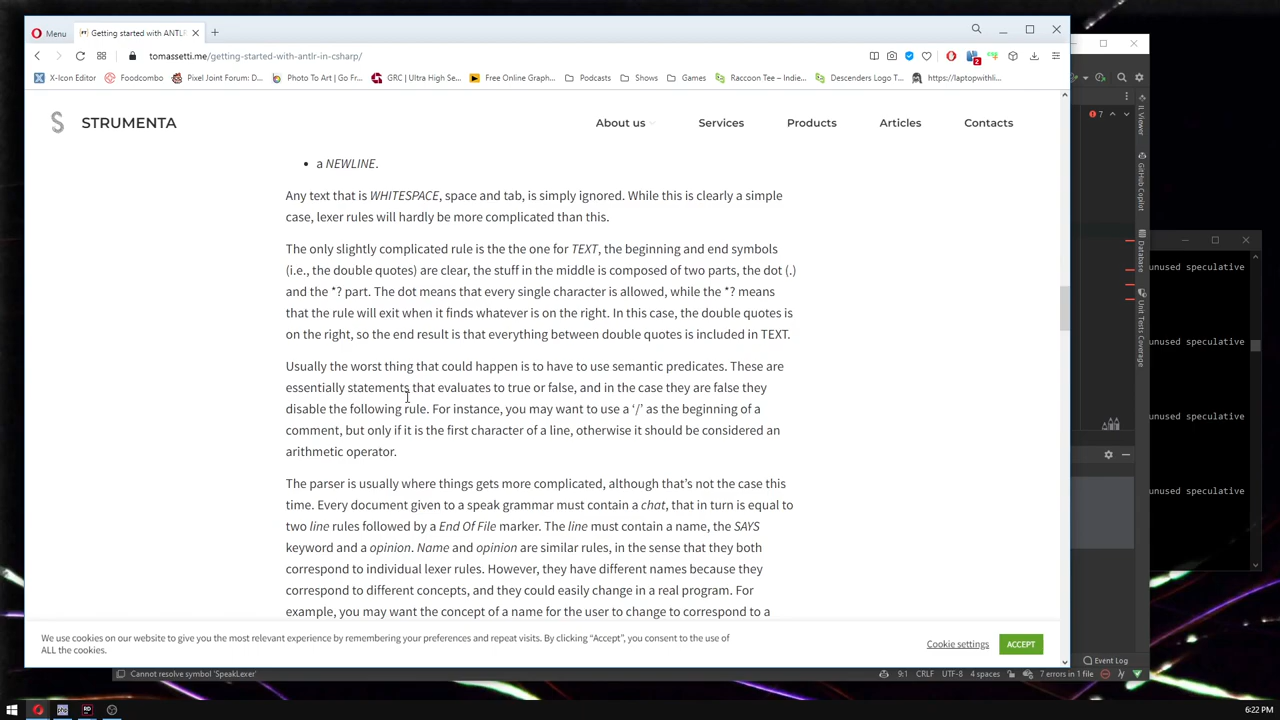 Menu
Getting started with ANTLR
tomassetti.me/getting-started-with-antlr-in-csharp/
X-Icon Editor
Foodcombo
Pixel Joint Forum: D...
Photo To Art | Go Fr...
GRC | Ultra High Se...
Free Online Graph...
Podcasts
Shows
Games
Raccoon Tee – Indie...
Descenders Logo T...
https://laptopwithli...
2
STRUMENTA
About us
Services
Products
Articles
Contacts
• a NEWLINE.
Any text that is WHITESPACE, space and tab, is simply ignored. While this is clearly a simple
case, lexer rules will hardly be more complicated than this.
The only slightly complicated rule is the the one for TEXT, the beginning and end symbols
(i.e., the double quotes) are clear, the stuff in the middle is composed of two parts, the dot (.)
and the *? part. The dot means that every single character is allowed, while the *? means
that the rule will exit when it finds whatever is on the right. In this case, the double quotes is
on the right, so the end result is that everything between double quotes is included in TEXT.
Usually the worst thing that could happen is to have to use semantic predicates. These are
essentially statements that evaluates to true or false, and in the case they are false they
disable the following rule. For instance, you may want to use a ‘/’ as the beginning of a
comment, but only if it is the first character of a line, otherwise it should be considered an
arithmetic operator.
The parser is usually where things gets more complicated, although that’s not the case this
time. Every document given to a speak grammar must contain a chat, that in turn is equal to
two line rules followed by a End Of File marker. The line must contain a name, the SAYS
keyword and a opinion. Name and opinion are similar rules, in the sense that they both
correspond to individual lexer rules. However, they have different names because they
correspond to different concepts, and they could easily change in a real program. For
example, you may want the concept of a name for the user to change to correspond to a
We use cookies on our website to give you the most relevant experience by remembering your preferences and repeat visits. By clicking “Accept”, you consent to the use of
ALL the cookies.
Cookie settings
ACCEPT
7
IL Viewer
GitHub Copilot
Database
Unit Tests Coverage
unused speculative
unused speculative
unused speculative
unused speculative
Event Log
Cannot resolve symbol 'SpeakLexer'
9:1
CRLF
UTF-8
4 spaces
7 errors in 1 file
6:22 PM